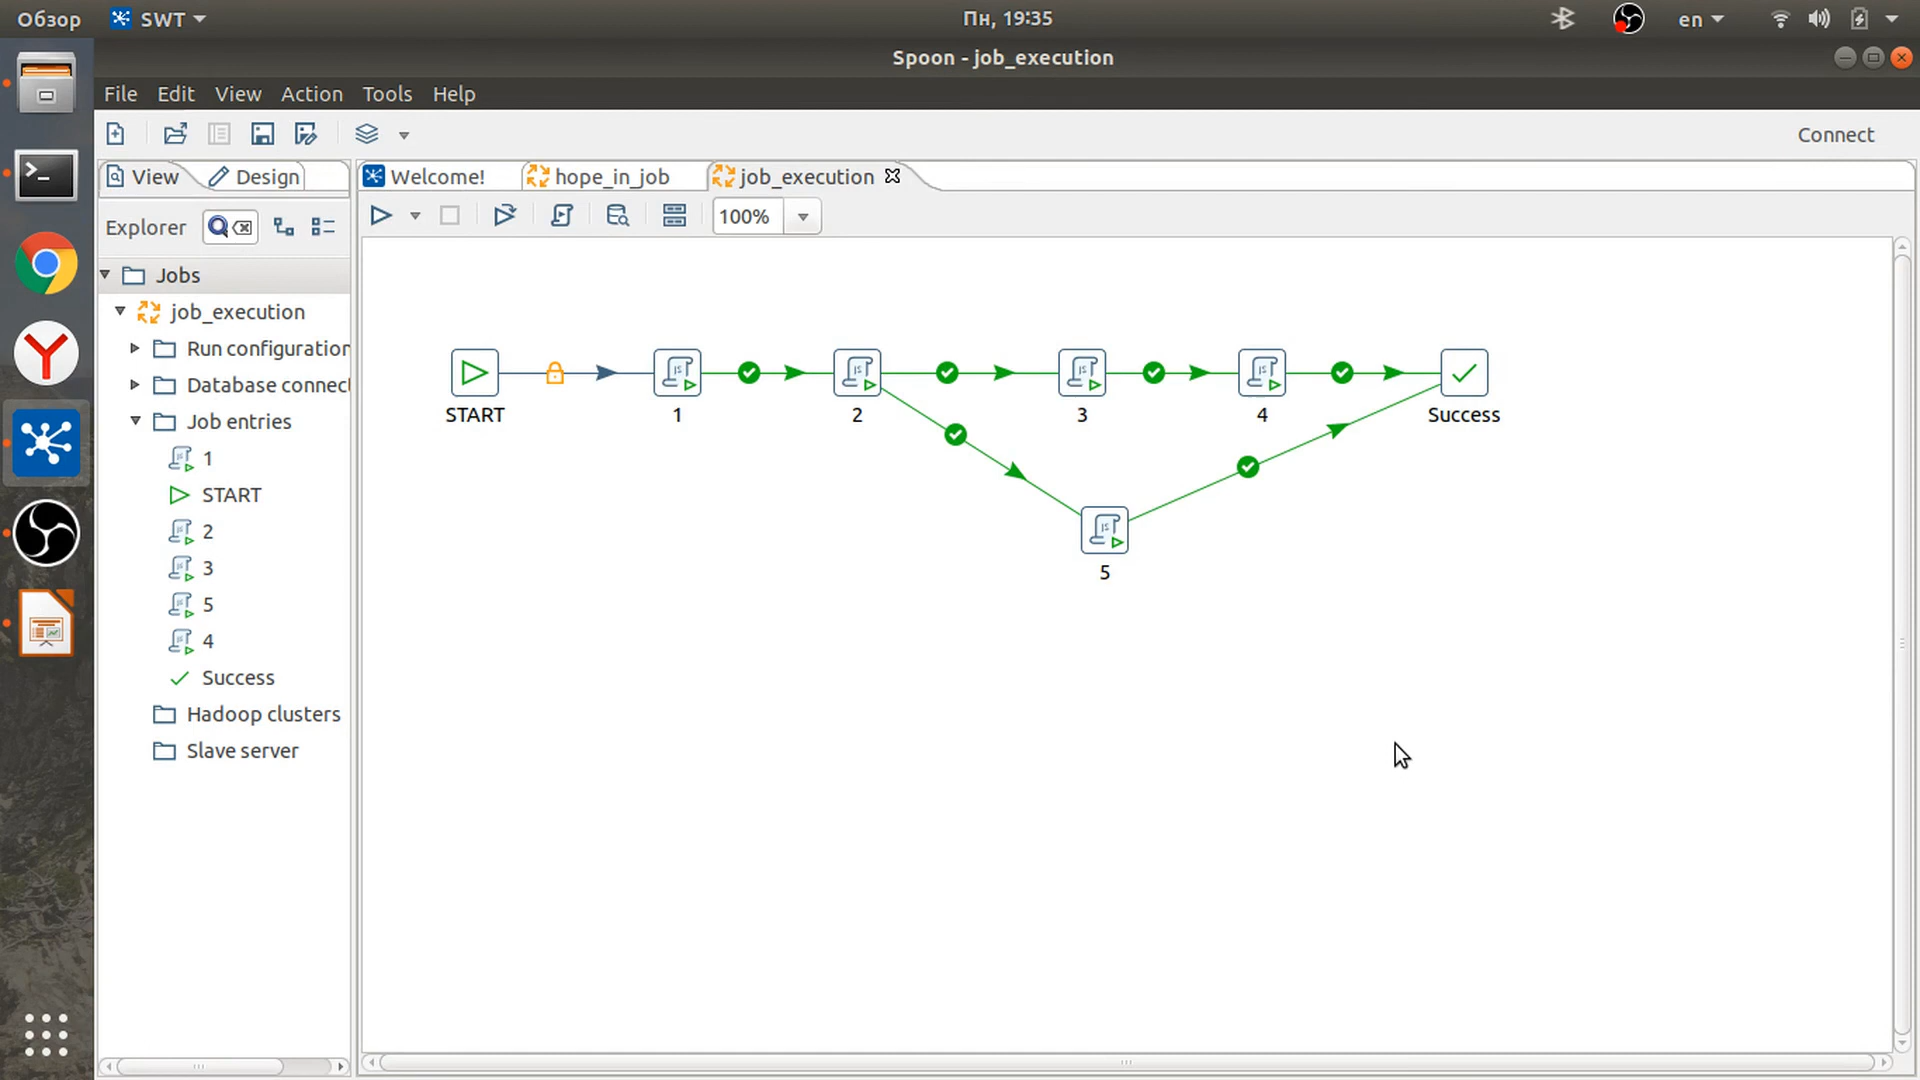 Обзор SWT Пн, 19:35 en
Spoon - job_execution
File Edit View Action Tools Help
Connect
View Design Welcome! hope_in_job job_execution
Explorer 100%
Jobs
job_execution
Run configuration
Database connect
Job entries
1
START
2
3
5
4
Success
Hadoop clusters
Slave server
START 1 2 3 4 Success
5